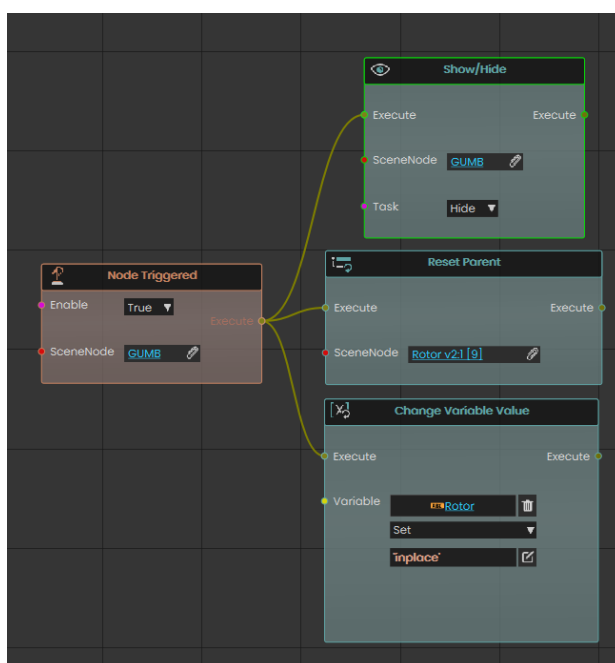 Show/Hide
Execute Execute
SceneNode GUMB
Task Hide
Node Triggered
Enable True
Execute
SceneNode GUMB
Reset Parent
Execute Execute
SceneNode Rotor v2:1 [9]
[X] Change Variable Value
Execute Execute
Variable Rotor
Set
"inplace"